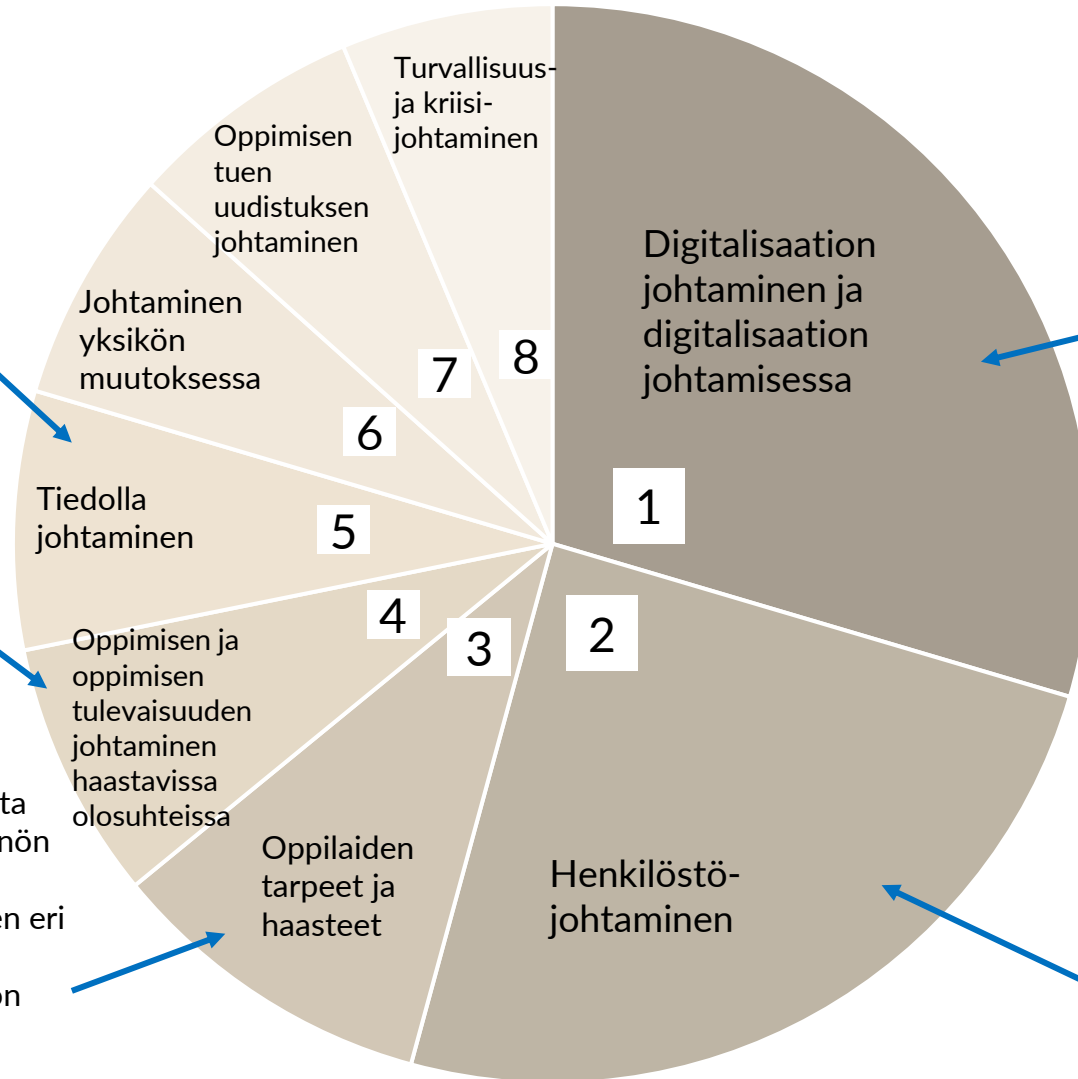 Turvallisuus-
ja kriisi-
johtaminen
8
Oppimisen
tuen
uudistuksen
johtaminen
7
Johtaminen
yksikön
muutoksessa
6
Tiedolla
johtaminen
5
Oppimisen ja
oppimisen
tulevaisuuden
johtaminen
haastavissa
olosuhteissa
4
Oppilaiden
tarpeet ja
haasteet
3
Henkilöstö-
johtaminen
2
Digitalisaation
johtaminen ja
digitalisaation
johtamisessa
1
eri